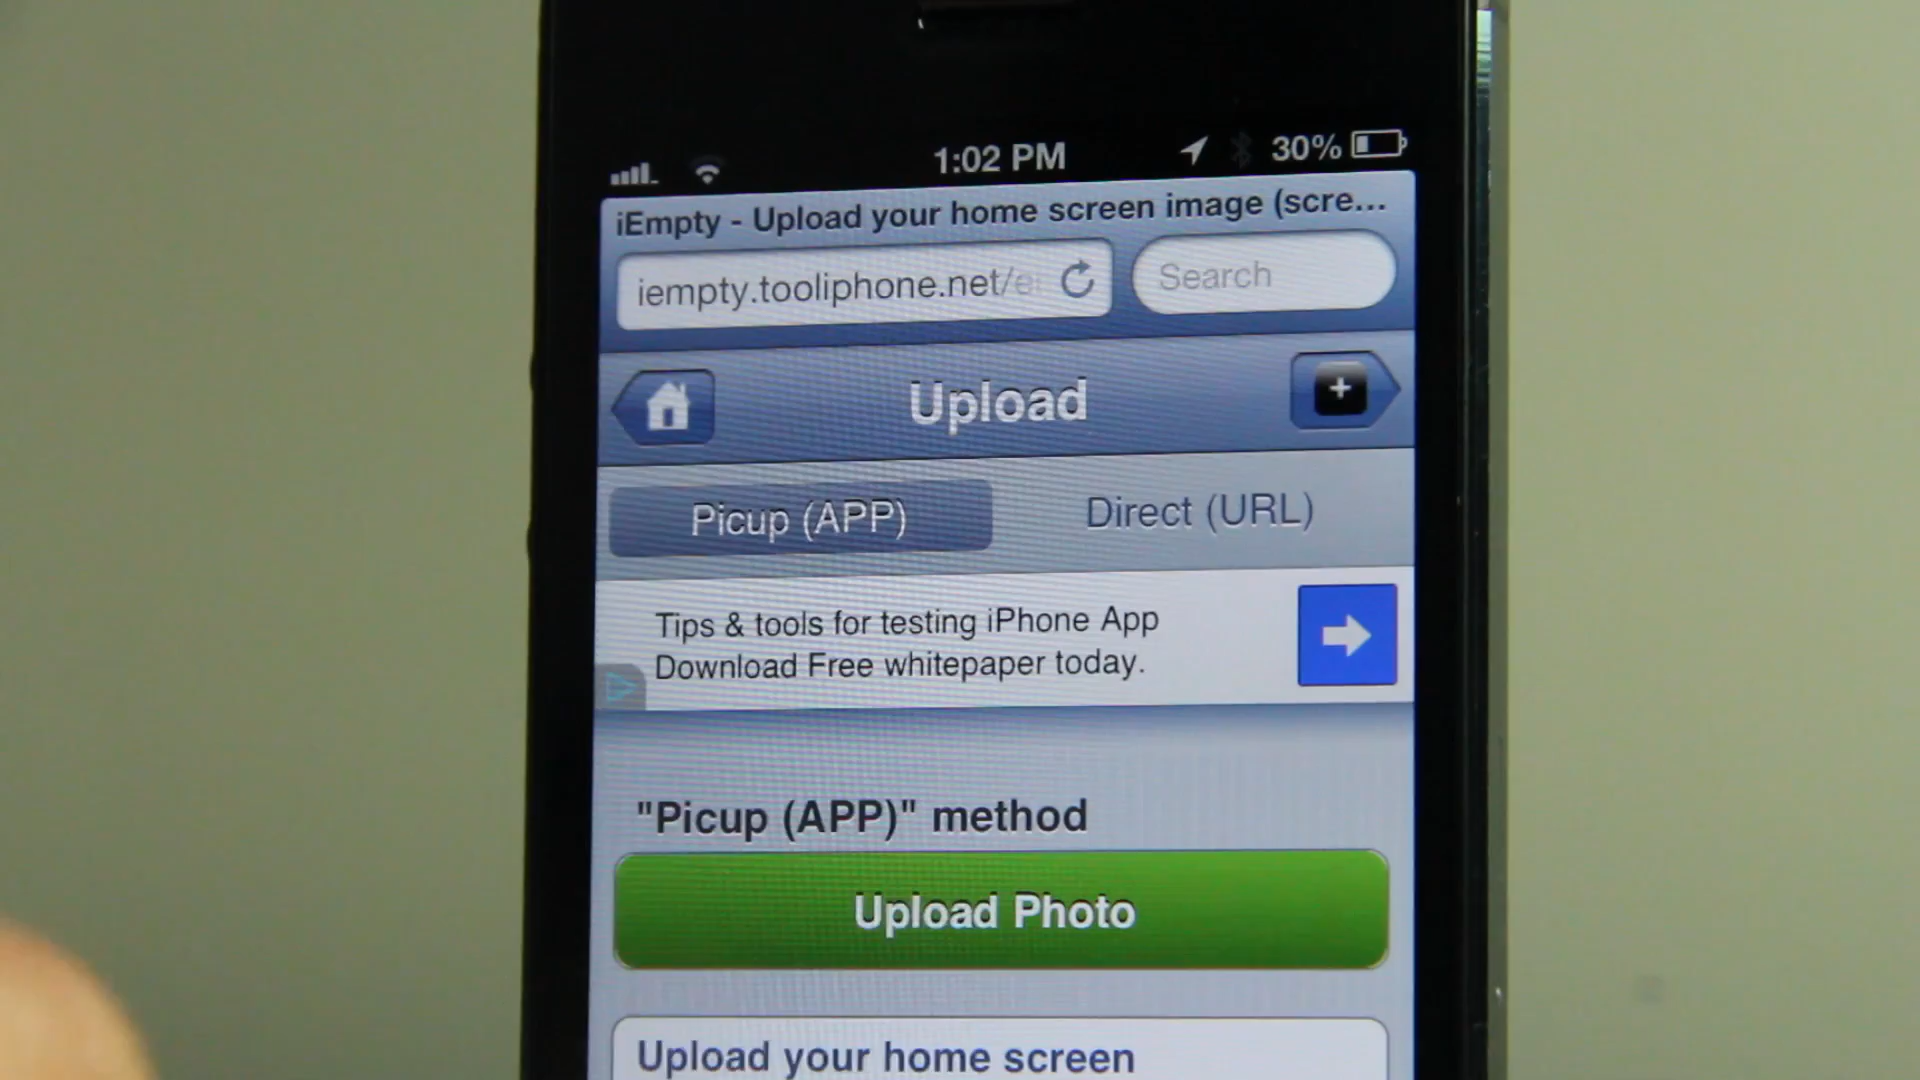 1:02 PM 30%
iEmpty - Upload your home screen image (scre...
iempty.tooliphone.net/e Search
Upload
Picup (APP) Direct (URL)
Tips & tools for testing iPhone App
Download Free whitepaper today.
"Picup (APP)" method
Upload Photo
Upload your home screen